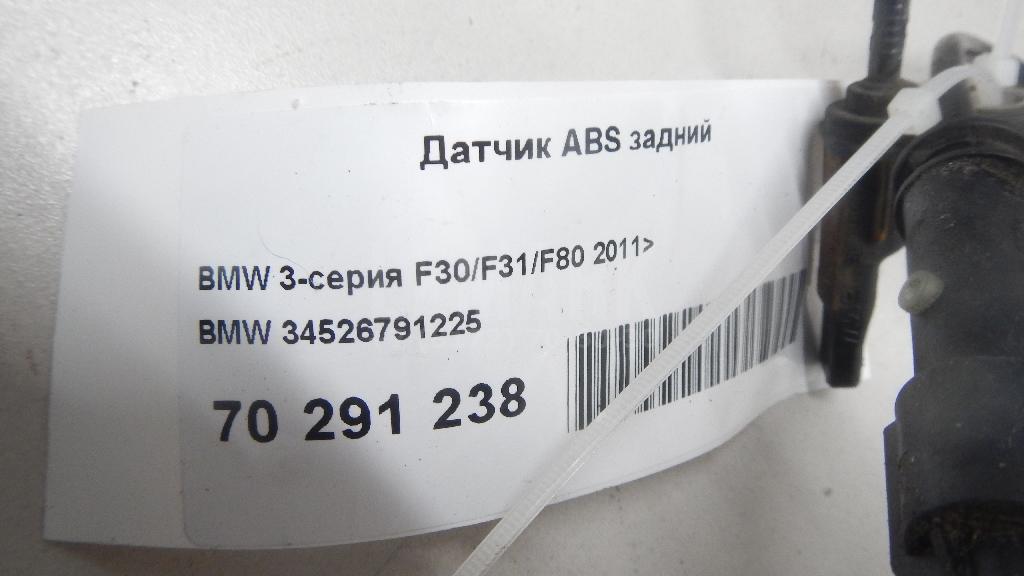 Датчик ABS задний
BMW 3-серия F30/F31/F80 2011>
BMW 34526791225
70 291 238